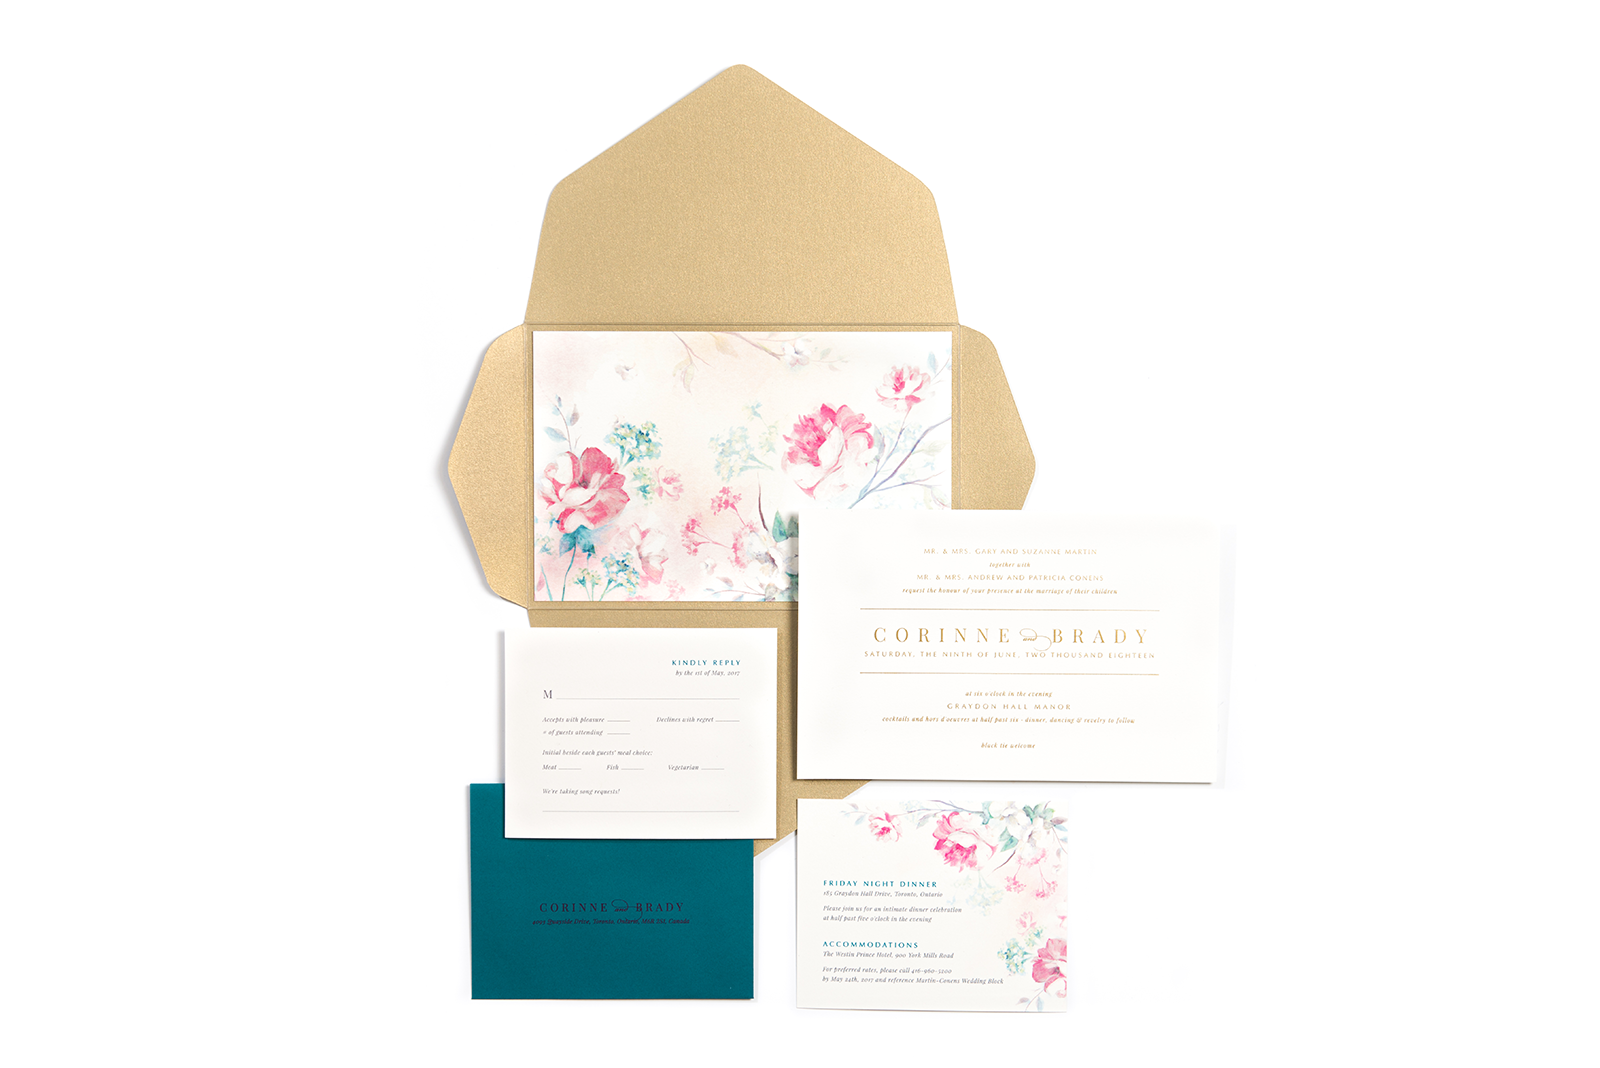 MR. & MRS. GARY AND SUZANNE MARTIN
together with
MR. & MRS. ANDREW AND PATRICIA CONENS
request the honour of your presence at the marriage of their children
CORINNE and BRADY
SATURDAY, THE NINTH OF JUNE, TWO THOUSAND EIGHTEEN
at six o'clock in the evening
GRAYDON HALL MANOR
cocktails and hors d'oeuvres at half past six · dinner, dancing & revelry to follow
black tie welcome
KINDLY REPLY
by the 1st of May, 2017
M
Accepts with pleasure Declines with regret
# of guests attending
Initial beside each guests' meal choice:
Meat Fish Vegetarian
We're taking song requests!
CORINNE and BRADY
Drive, Toronto, Ontario, Canada
FRIDAY NIGHT DINNER
185 Graydon Hall Drive, Toronto, Ontario
Please join us for an intimate dinner celebration
at half past five o'clock in the evening
ACCOMMODATIONS
The Westin Prince Hotel, 900 York Mills Road
For preferred rates, please call 416-960-5200
by May 24th, 2017 and reference Martin-Conens Wedding Block